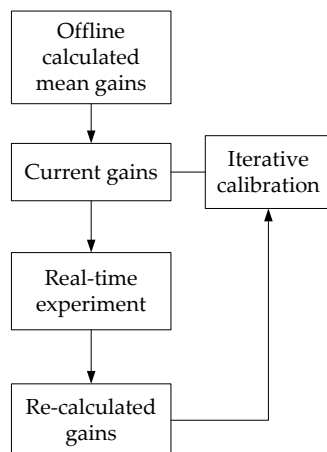 Offline
calculated
mean gains
Current gains
Iterative
calibration
Real-time
experiment
Re-calculated
gains